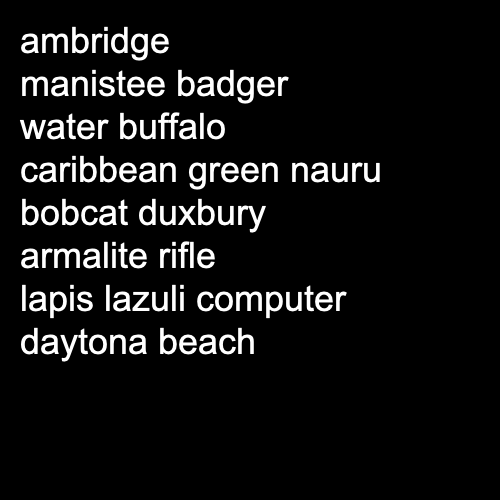 ambridge
manistee badger
water buffalo
caribbean green nauru
bobcat duxbury
armalite rifle
lapis lazuli computer
daytona beach